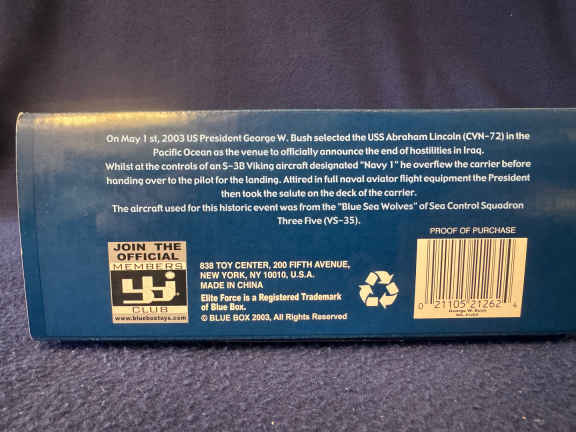 On May 1st, 2003 US President George W. Bush selected the USS Abraham Lincoln (CVN-72) in the
Pacific Ocean as the venue to officially announce the end of hostilities in Iraq.
Whilst at the controls of an S-3B Viking aircraft designated "Navy 1" he overflew the carrier before
handing over to the pilot for the landing. Attired in full naval aviator flight equipment the President
then took the salute on the deck of the carrier.
The aircraft used for this historic event was from the "Blue Sea Wolves" of Sea Control Squadron
Three Five (VS-35).
PROOF OF PURCHASE
JOIN THE
OFFICIAL
MEMBERS
CLUB
www.blueboxtoys.com
838 TOY CENTER, 200 FIFTH AVENUE,
NEW YORK, NY 10010, U.S.A.
MADE IN CHINA
Elite Force is a Registered Trademark
of Blue Box.
© BLUE BOX 2003, All Rights Reserved
0 21105 21262 4
George W. Bush